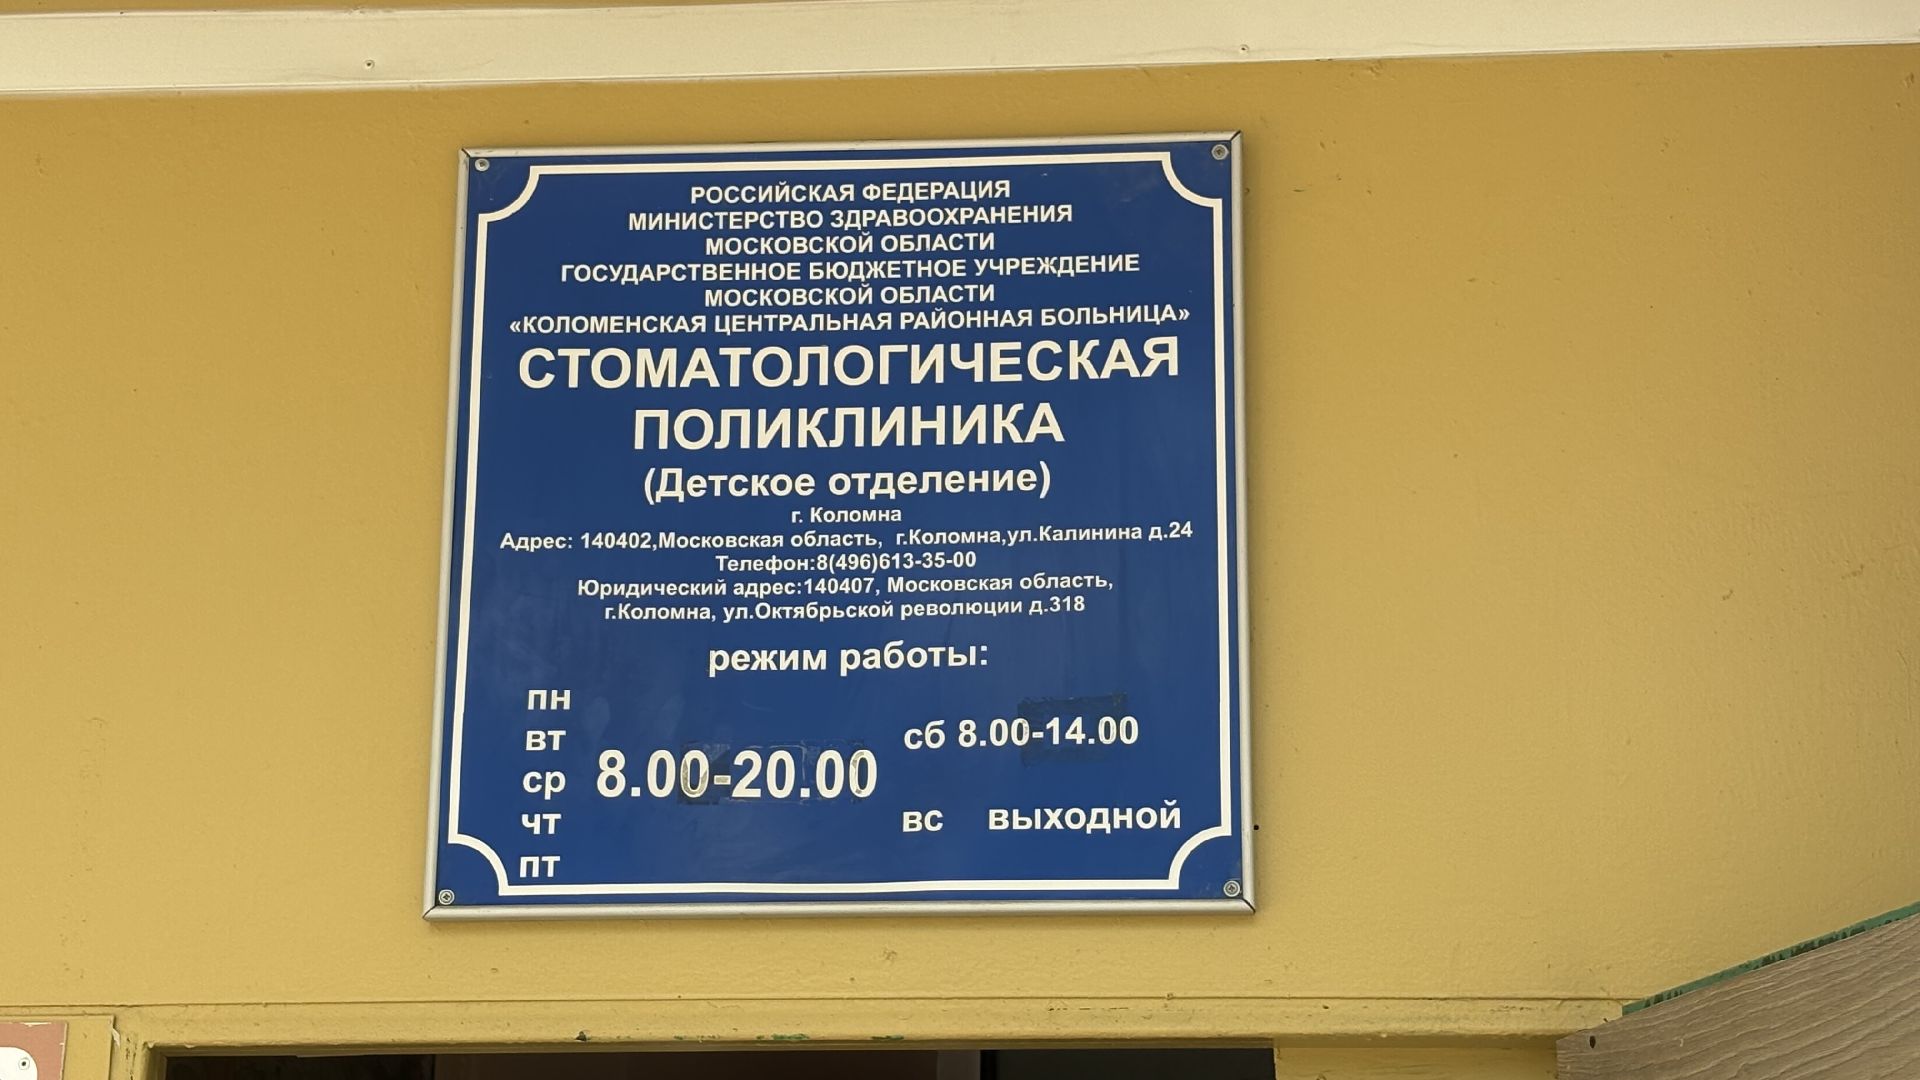 РОССИЙСКАЯ ФЕДЕРАЦИЯ
МИНИСТЕРСТВО ЗДРАВООХРАНЕНИЯ
МОСКОВСКОЙ ОБЛАСТИ
ГОСУДАРСТВЕННОЕ БЮДЖЕТНОЕ УЧРЕЖДЕНИЕ
МОСКОВСКОЙ ОБЛАСТИ
«КОЛОМЕНСКАЯ ЦЕНТРАЛЬНАЯ РАЙОННАЯ БОЛЬНИЦА»
СТОМАТОЛОГИЧЕСКАЯ
ПОЛИКЛИНИКА
(Детское отделение)
г. Коломна
Адрес: 140402,Московская область, г.Коломна,ул.Калинина д.24
Телефон:8(496)613-35-00
Юридический адрес:140407, Московская область,
г.Коломна, ул.Октябрьской революции д.318
режим работы:
пн
вт
ср
чт
пт
8.00-20.00
сб 8.00-14.00
вс выходной